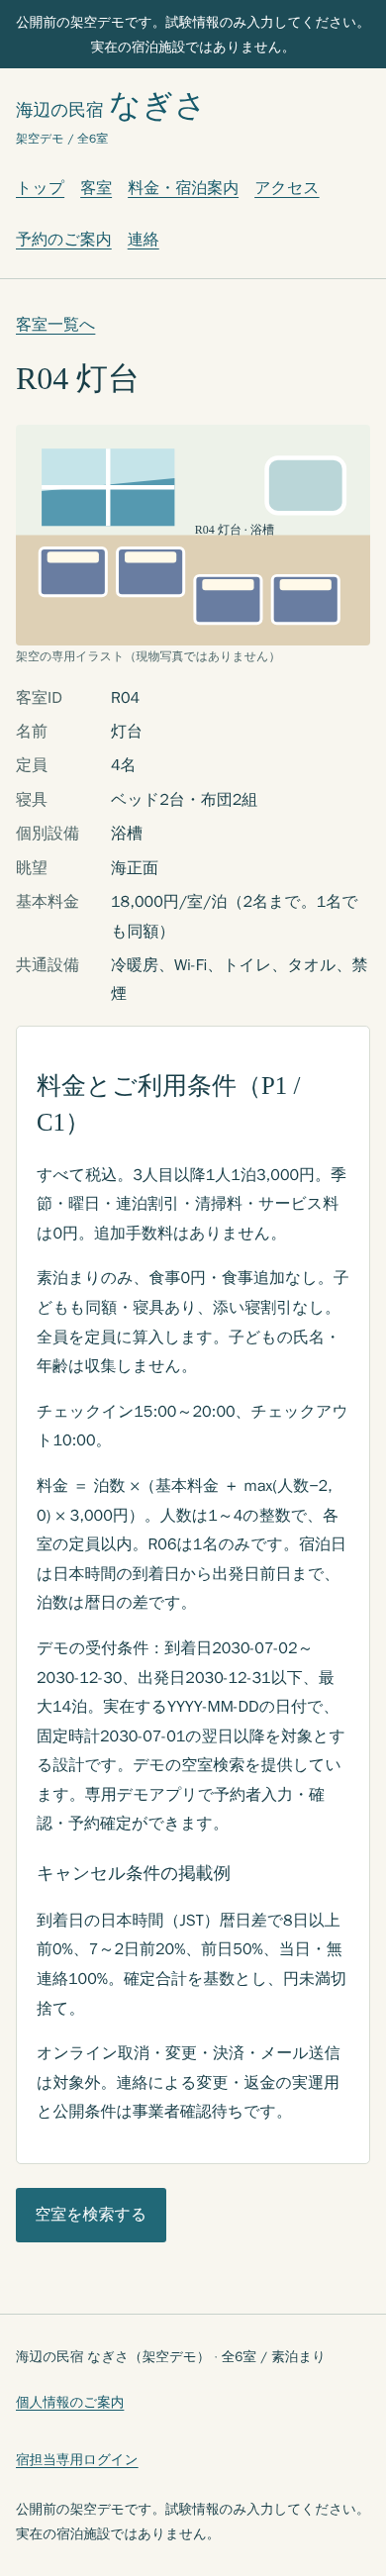 公開前の架空デモです。試験情報のみ入力してください。
実在の宿泊施設ではありません。
海辺の民宿 なぎさ
架空デモ / 全6室
トップ 客室 料金・宿泊案内 アクセス
予約のご案内 連絡
客室一覧へ
R04 灯台
R04 灯台 · 浴槽
架空の専用イラスト（現物写真ではありません）
客室ID R04
名前 灯台
定員 4名
寝具 ベッド2台・布団2組
個別設備 浴槽
眺望 海正面
基本料金 18,000円/室/泊（2名まで。1名で
も同額）
共通設備 冷暖房、Wi-Fi、トイレ、タオル、禁
煙
料金とご利用条件（P1 /
C1）
すべて税込。3人目以降1人1泊3,000円。季
節・曜日・連泊割引・清掃料・サービス料
は0円。追加手数料はありません。
素泊まりのみ、食事0円・食事追加なし。子
どもも同額・寝具あり、添い寝割引なし。
全員を定員に算入します。子どもの氏名・
年齢は収集しません。
チェックイン15:00～20:00、チェックアウ
ト10:00。
料金 ＝ 泊数 ×（基本料金 ＋ max(人数−2,
0) × 3,000円）。人数は1～4の整数で、各
室の定員以内。R06は1名のみです。宿泊日
は日本時間の到着日から出発日前日まで、
泊数は暦日の差です。
デモの受付条件：到着日2030-07-02～
2030-12-30、出発日2030-12-31以下、最
大14泊。実在するYYYY-MM-DDの日付で、
固定時計2030-07-01の翌日以降を対象とす
る設計です。デモの空室検索を提供してい
ます。専用デモアプリで予約者入力・確
認・予約確定ができます。
キャンセル条件の掲載例
到着日の日本時間（JST）暦日差で8日以上
前0%、7～2日前20%、前日50%、当日・無
連絡100%。確定合計を基数とし、円未満切
捨て。
オンライン取消・変更・決済・メール送信
は対象外。連絡による変更・返金の実運用
と公開条件は事業者確認待ちです。
空室を検索する
海辺の民宿 なぎさ（架空デモ） · 全6室 / 素泊まり
個人情報のご案内
宿担当専用ログイン
公開前の架空デモです。試験情報のみ入力してください。
実在の宿泊施設ではありません。